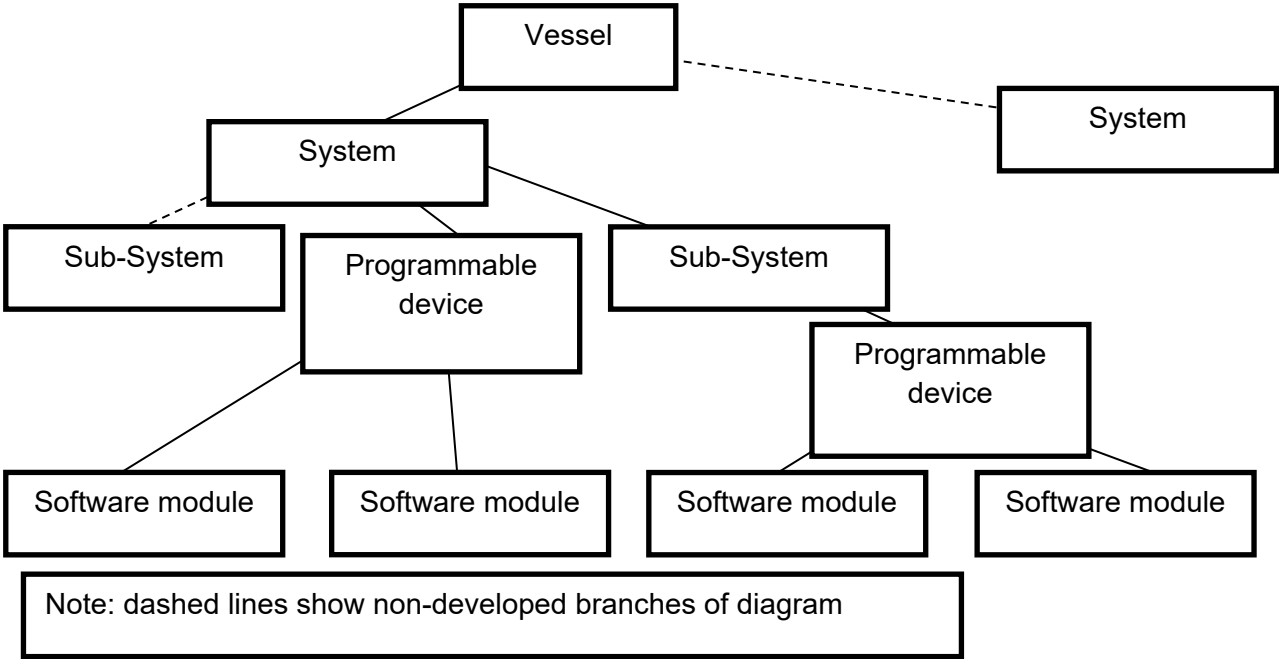 Vessel
System
System
Sub-System
Programmable
device
Sub-System
Programmable
device
Software module
Software module
Software module
Software module
Note: dashed lines show non-developed branches of diagram